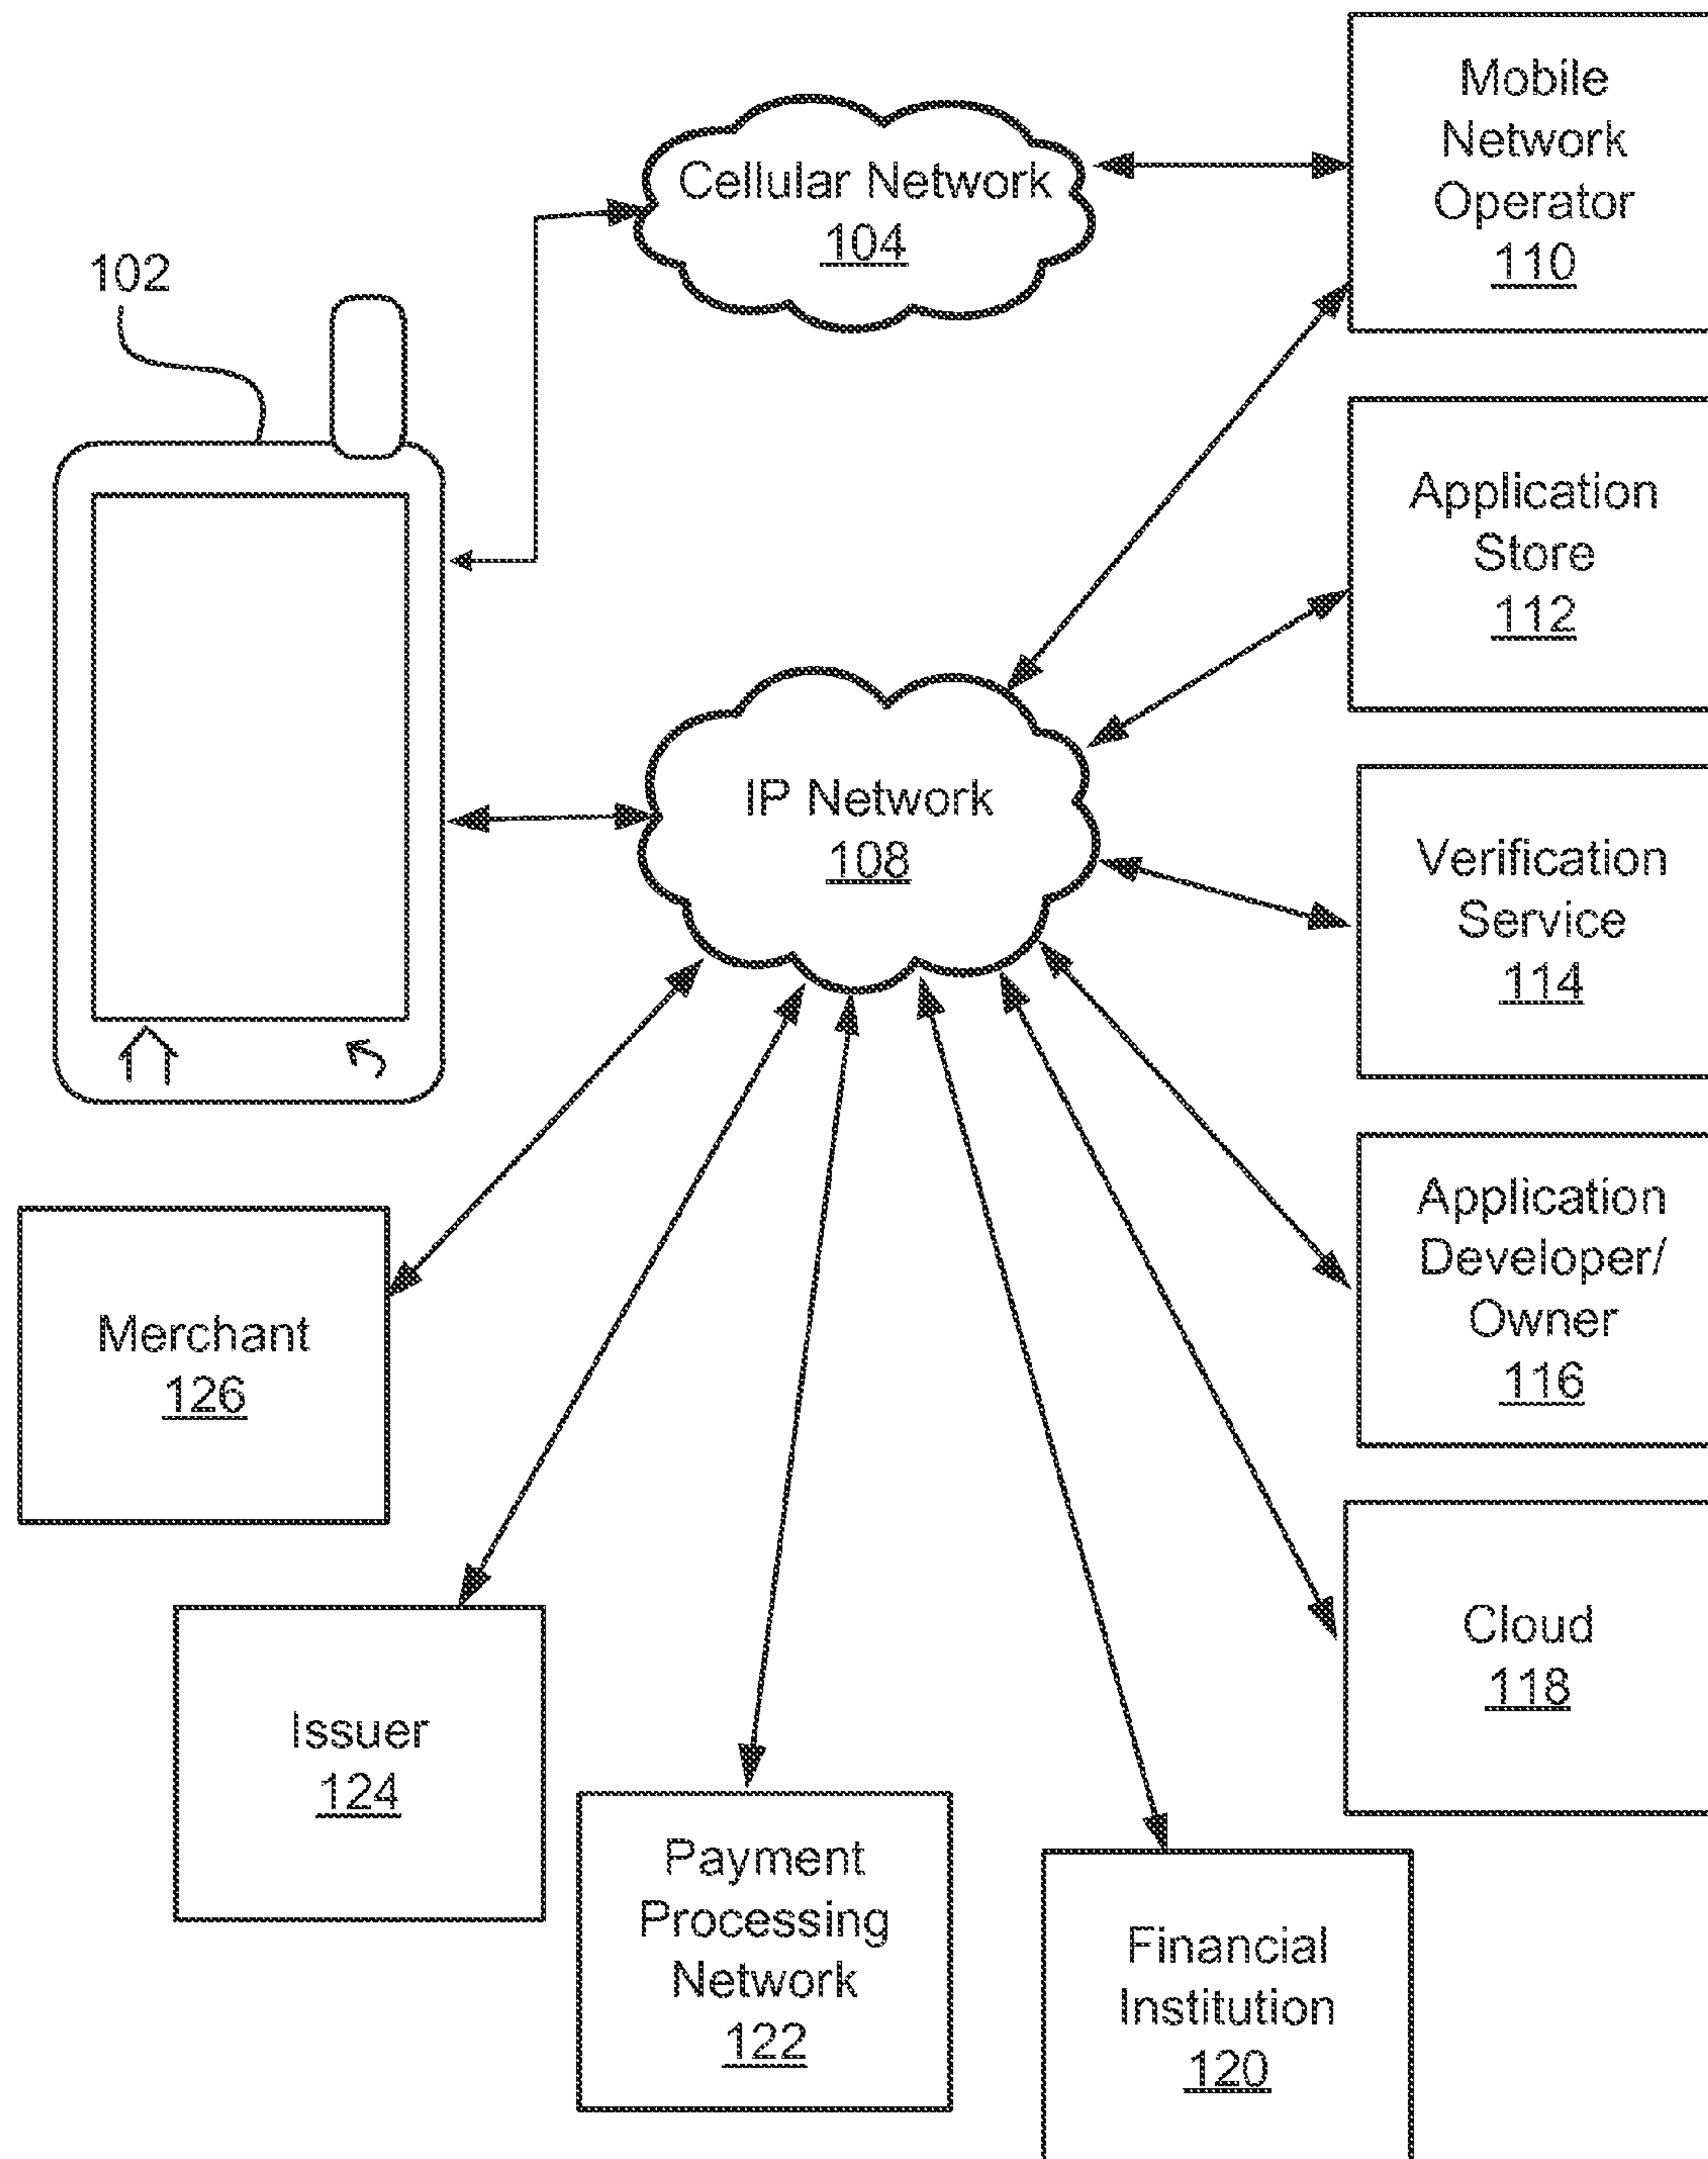 Mobile
Network
Operator
110
Cellular Network
104
102
Application
Store
112
IP Network
108
Verification
Service
114
Application
Developer/
Owner
116
Merchant
126
Cloud
118
Issuer
124
Payment
Processing
Network
122
Financial
Institution
120